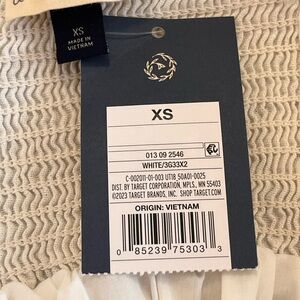 XS
MADE IN
VIETNAM
XS
013 09 2546
WHITE/3G33X2
C-002011-01-003 UT18_50A01-0025
DIST. BY TARGET CORPORATION, MPLS, MN 55403
©2023 TARGET BRANDS, INC. SHOP TARGET.COM
ORIGIN: VIETNAM
0 85239 75303 3